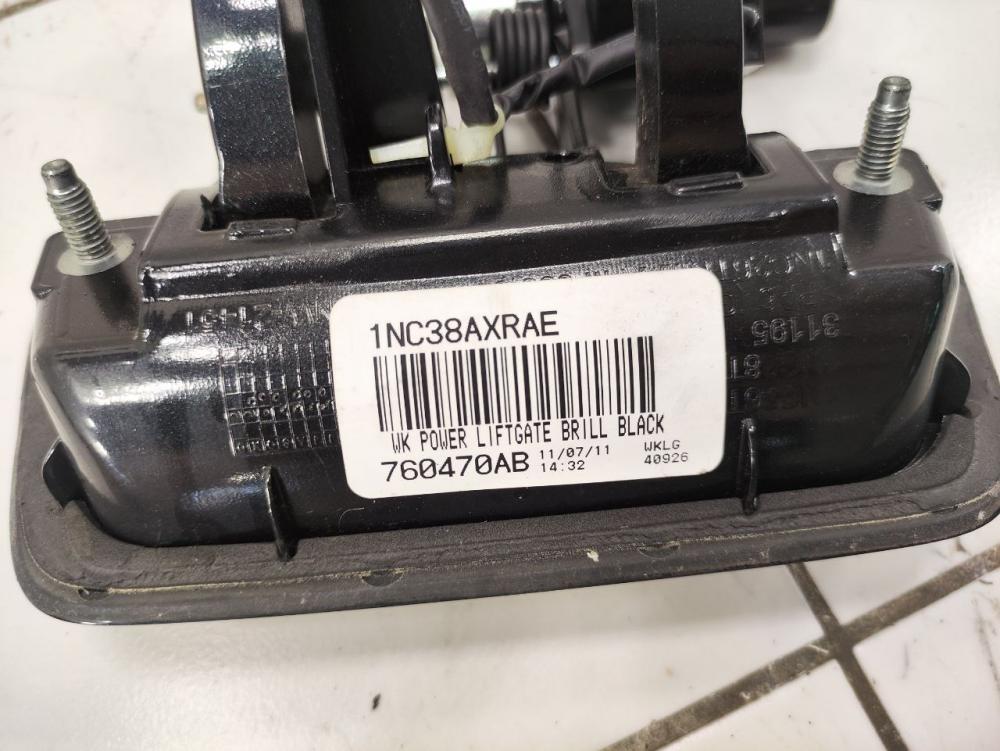 1NC38AXRAE
WK POWER LIFTGATE BRILL BLACK
760470AB
11/07/11
14:32
WKLG
40926
31195